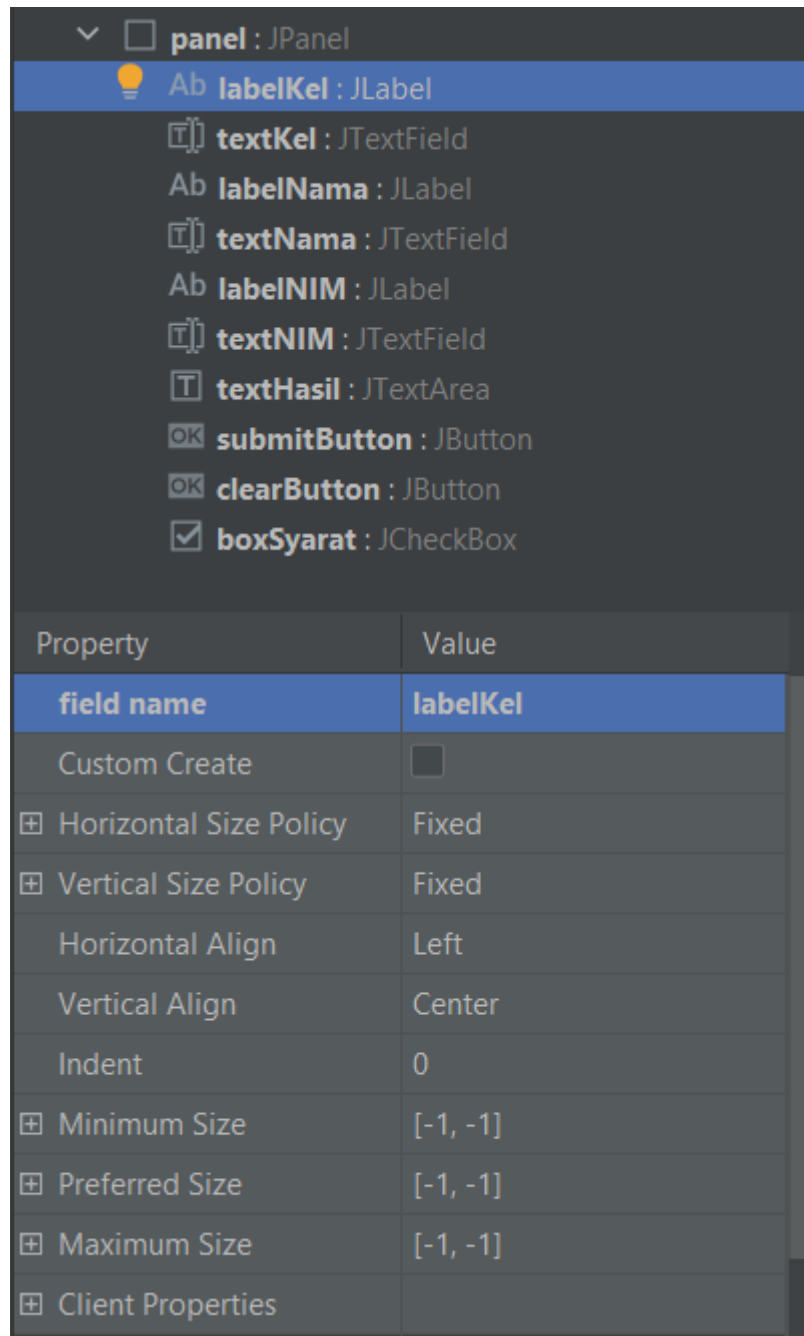 panel : JPanel
Ab labelKel : JLabel
T textKel : JTextField
Ab labelNama : JLabel
T textNama : JTextField
Ab labelNIM : JLabel
T textNIM : JTextField
T textHasil : JTextArea
OK submitButton : JButton
OK clearButton : JButton
boxSyarat : JCheckBox
Property Value
field name labelKel
Custom Create
Horizontal Size Policy Fixed
Vertical Size Policy Fixed
Horizontal Align Left
Vertical Align Center
Indent 0
Minimum Size [-1, -1]
Preferred Size [-1, -1]
Maximum Size [-1, -1]
Client Properties